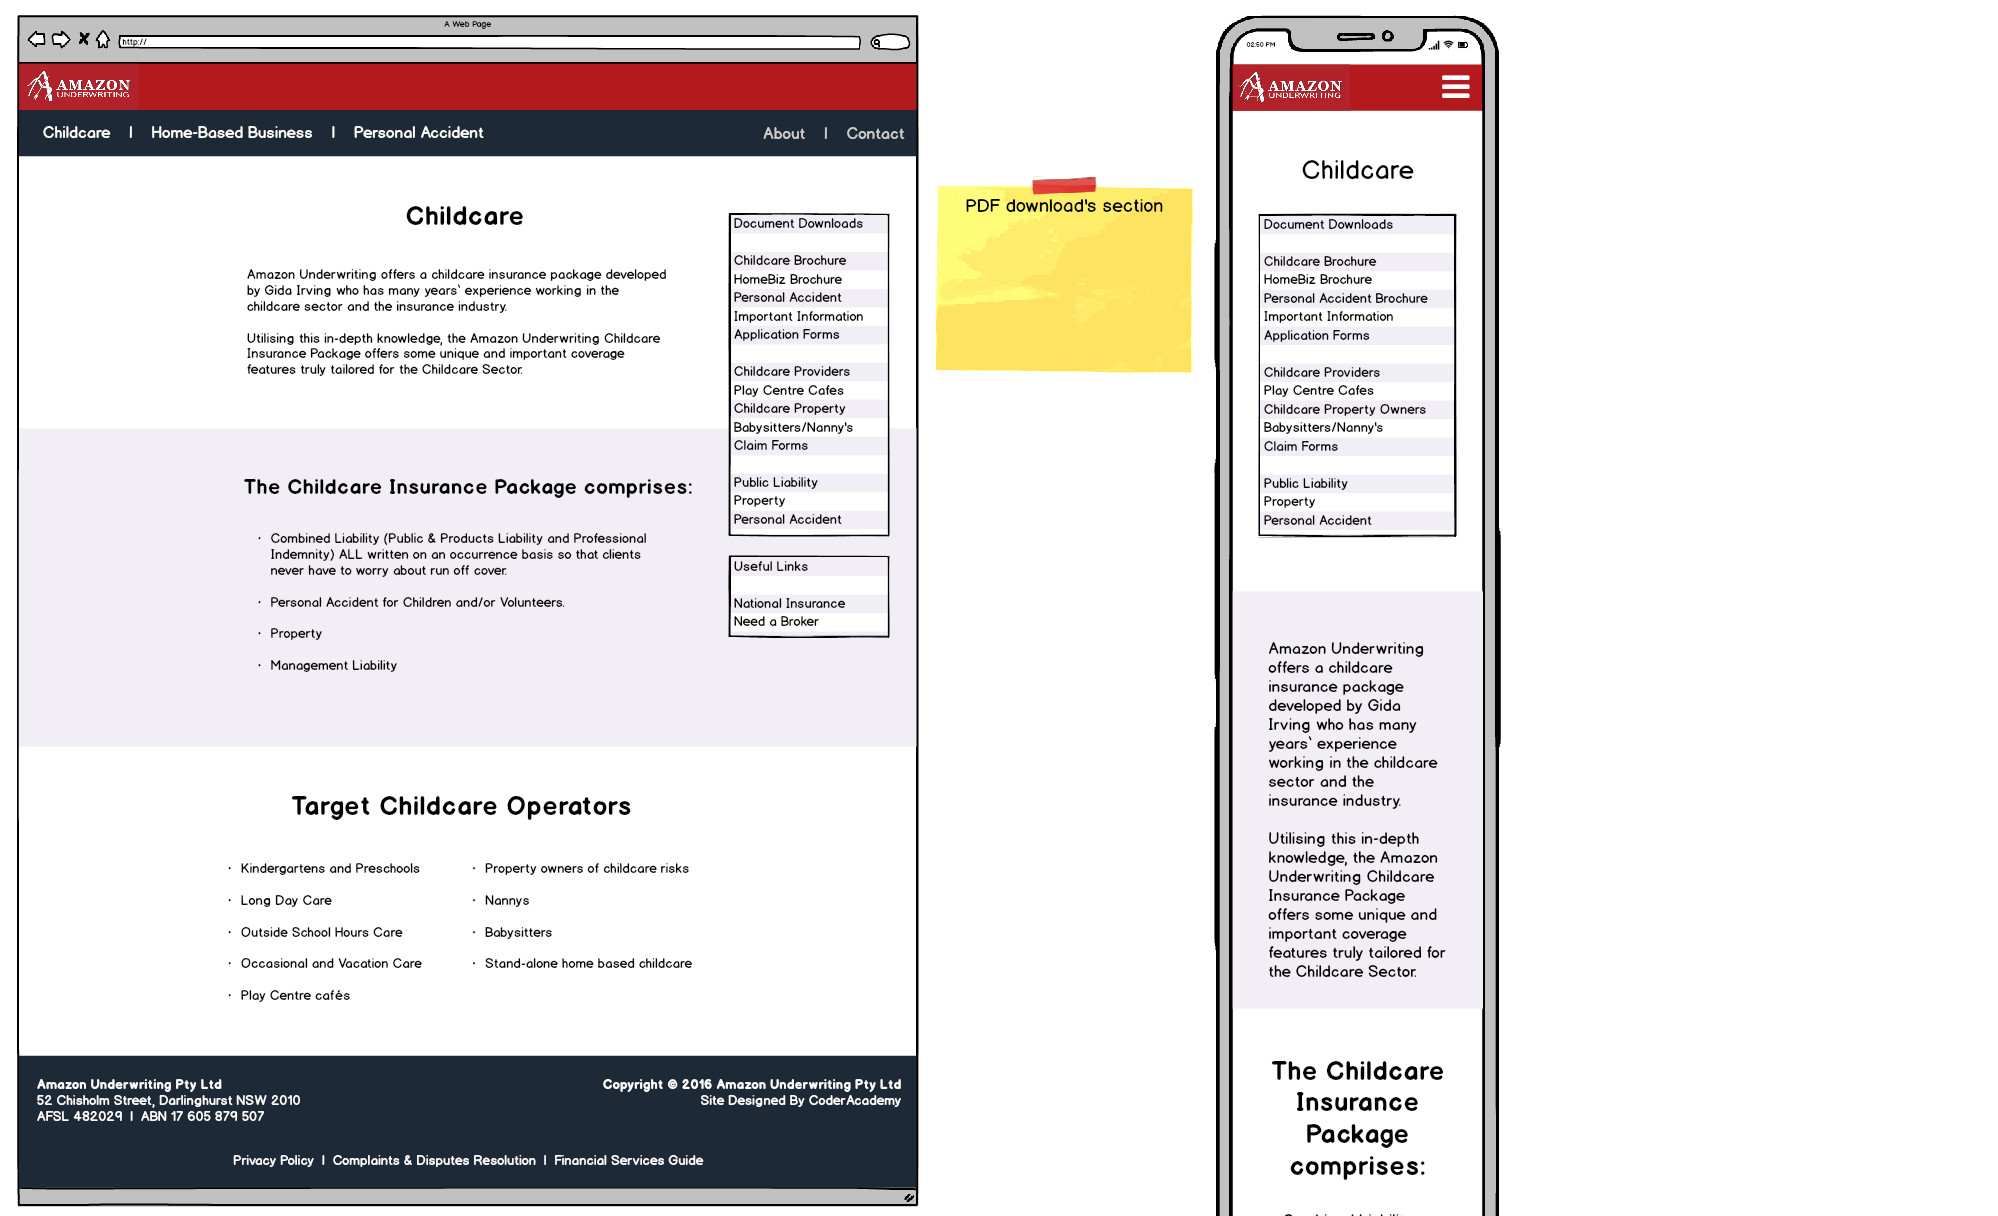 A Web Page
http://
AMAZON
UNDERWRITING
Childcare | Home-Based Business | Personal Accident
About | Contact
Childcare
Amazon Underwriting offers a childcare insurance package developed
by Gida Irving who has many years` experience working in the
childcare sector and the insurance industry.
Utilising this in-depth knowledge, the Amazon Underwriting Childcare
Insurance Package offers some unique and important coverage
features truly tailored for the Childcare Sector.
Document Downloads
Childcare Brochure
HomeBiz Brochure
Personal Accident
Important Information
Application Forms
Childcare Providers
Play Centre Cafes
Childcare Property
Babysitters/Nanny's
Claim Forms
Public Liability
Property
Personal Accident
Useful Links
National Insurance
Need a Broker
The Childcare Insurance Package comprises:
· Combined Liability (Public & Products Liability and Professional
Indemnity) ALL written on an occurrence basis so that clients
never have to worry about run off cover.
· Personal Accident for Children and/or Volunteers.
· Property
· Management Liability
Target Childcare Operators
· Kindergartens and Preschools
· Long Day Care
· Outside School Hours Care
· Occasional and Vacation Care
· Play Centre cafés
· Property owners of childcare risks
· Nannys
· Babysitters
· Stand-alone home based childcare
Amazon Underwriting Pty Ltd
52 Chisholm Street, Darlinghurst NSW 2010
AFSL 482029 | ABN 17 605 879 507
Copyright © 2016 Amazon Underwriting Pty Ltd
Site Designed By CoderAcademy
Privacy Policy | Complaints & Disputes Resolution | Financial Services Guide
PDF download's section
02:50 PM
AMAZON
UNDERWRITING
Childcare
Document Downloads
Childcare Brochure
HomeBiz Brochure
Personal Accident Brochure
Important Information
Application Forms
Childcare Providers
Play Centre Cafes
Childcare Property Owners
Babysitters/Nanny's
Claim Forms
Public Liability
Property
Personal Accident
Amazon Underwriting
offers a childcare
insurance package
developed by Gida
Irving who has many
years` experience
working in the childcare
sector and the
insurance industry.
Utilising this in-depth
knowledge, the Amazon
Underwriting Childcare
Insurance Package
offers some unique and
important coverage
features truly tailored for
the Childcare Sector.
The Childcare
Insurance
Package
comprises: